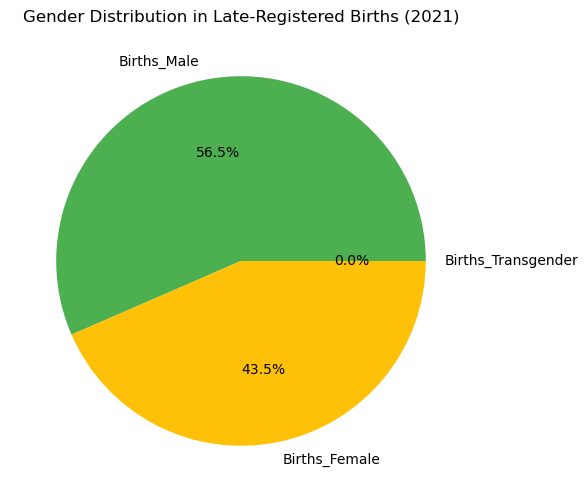 Gender Distribution in Late-Registered Births (2021)
Births_Male
56.5%
0.0%
Births_Transgender
43.5%
Births_Female